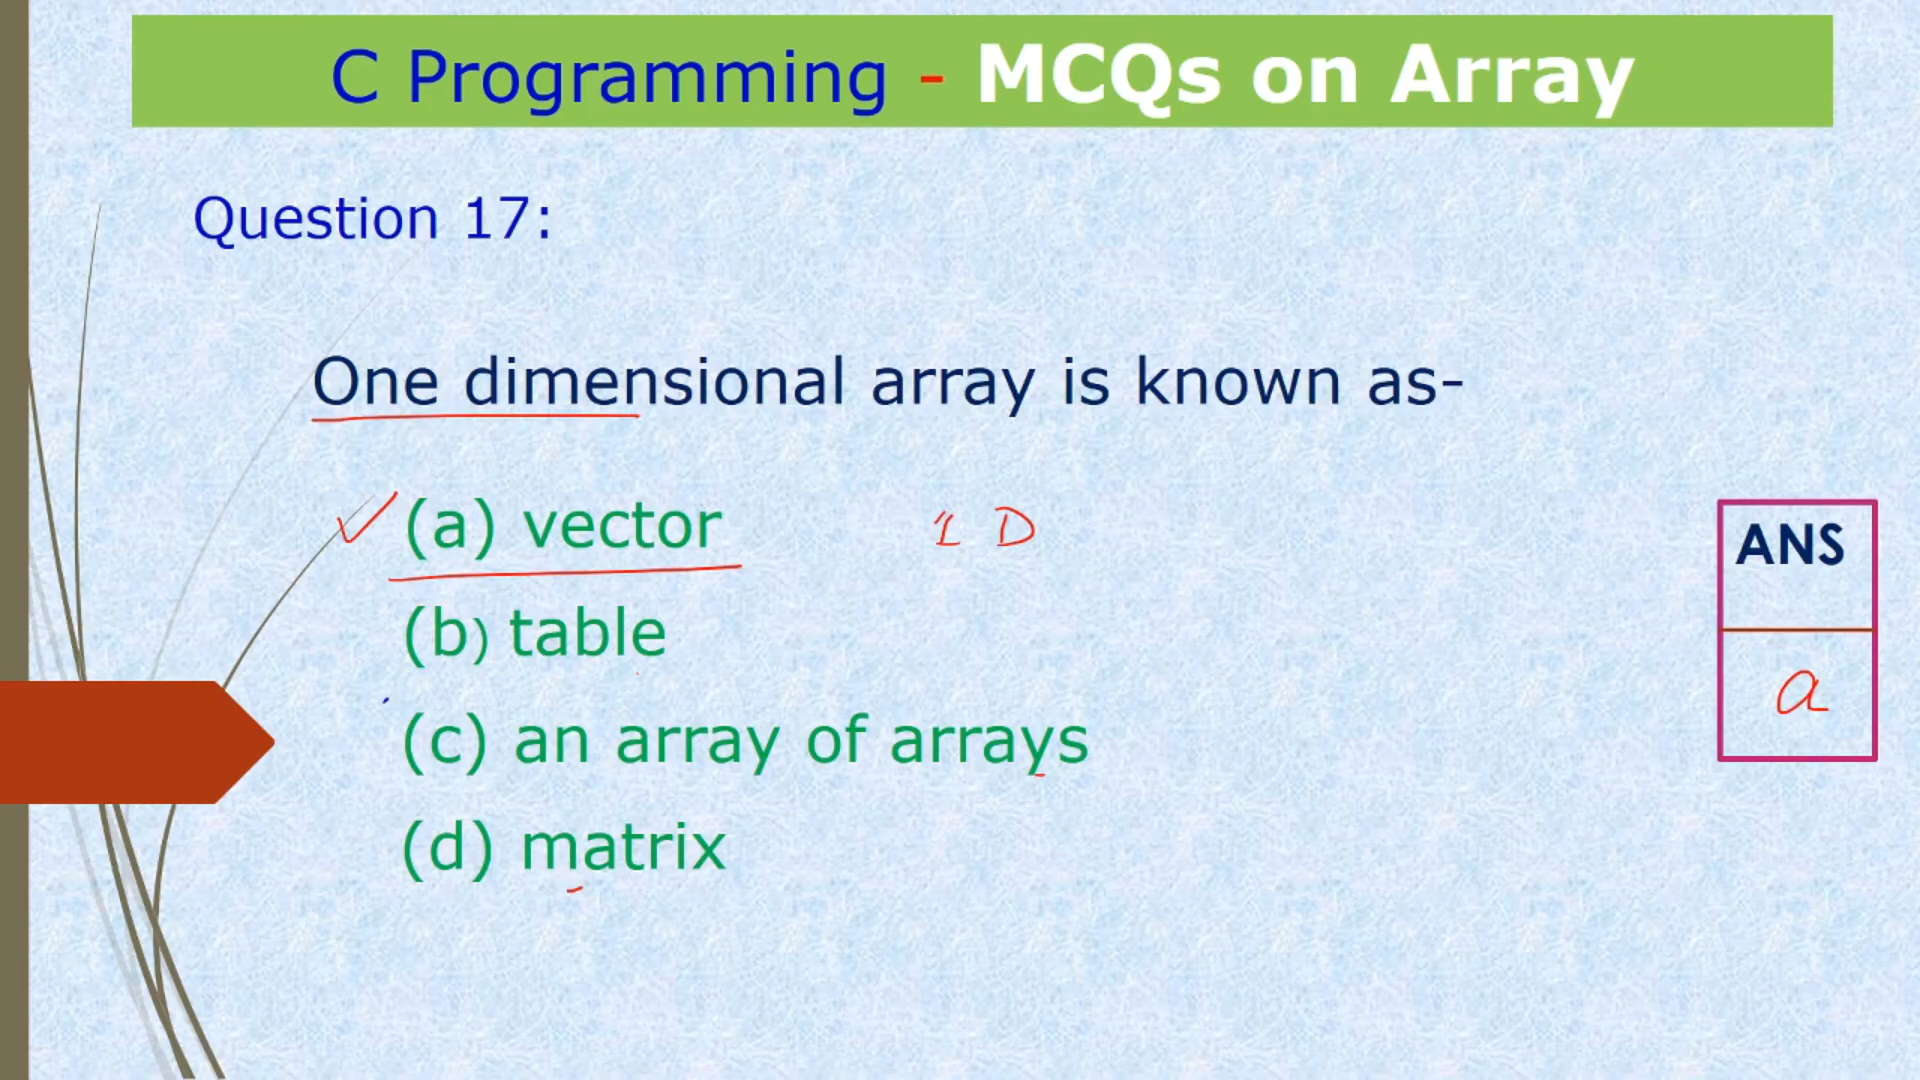 C Programming - MCQs on Array
Question 17:
One dimensional array is known as-
(a) vector 1 D
(b) table
(c) an array of arrays
(d) matrix
ANS
a